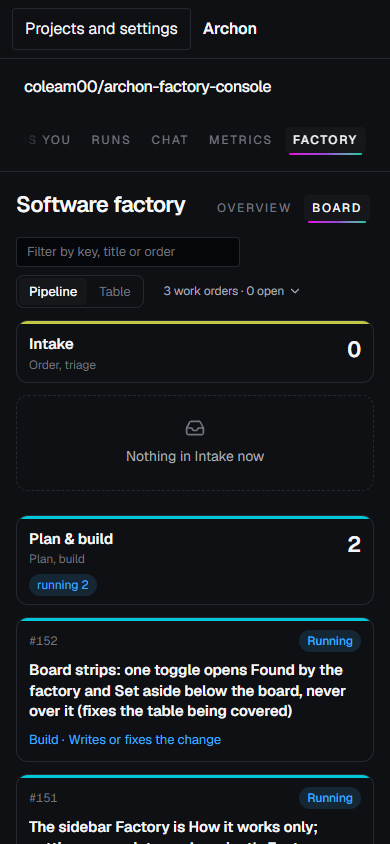 Projects and settings
Archon
coleam00/archon-factory-console
S YOU
RUNS
CHAT
METRICS
FACTORY
Software factory
OVERVIEW
BOARD
Filter by key, title or order
Pipeline
Table
3 work orders · 0 open
Intake
0
Order, triage
Nothing in Intake now
Plan & build
2
Plan, build
running 2
#152
Running
Board strips: one toggle opens Found by the
factory and Set aside below the board, never
over it (fixes the table being covered)
Build · Writes or fixes the change
#151
Running
The sidebar Factory is How it works only;